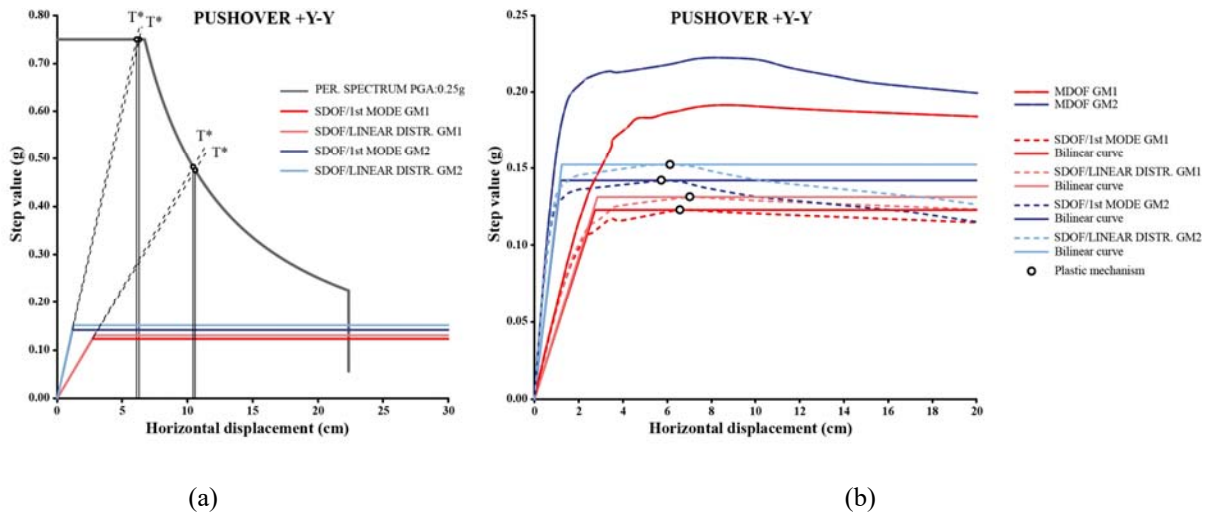 PUSHOVER +Y-Y
T*
T*
Step value (g)
0.80
0.70
0.60
0.50
0.40
0.30
0.20
0.10
0.00
T*
T*
PER. SPECTRUM PGA:0.25g
SDOF/1st MODE GM1
SDOF/LINEAR DISTR. GM1
SDOF/1st MODE GM2
SDOF/LINEAR DISTR. GM2
0 5 10 15 20 25 30
Horizontal displacement (cm)
(a)
PUSHOVER +Y-Y
Step value (g)
0.25
0.20
0.15
0.10
0.05
0.00
0 2 4 6 8 10 12 14 16 18 20
Horizontal displacement (cm)
MDOF GM1
MDOF GM2
SDOF/1st MODE GM1
Bilinear curve
SDOF/LINEAR DISTR. GM1
Bilinear curve
SDOF/1st MODE GM2
Bilinear curve
SDOF/LINEAR DISTR. GM2
Bilinear curve
Plastic mechanism
(b)